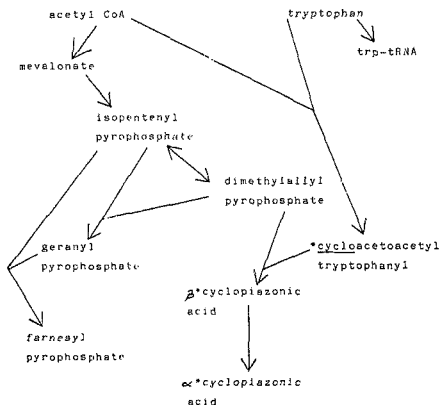 acetyl CoA
tryptophan
trp-tRNA
mevalonate
isopentenyl
pyrophosphate
dimethylallyl
pyrophosphate
geranyl
pyrophosphate
*cycloacetoacetyl
tryptophanyl
β*cyclopiazonic
acid
farnesyl
pyrophosphate
α*cyclopiazonic
acid